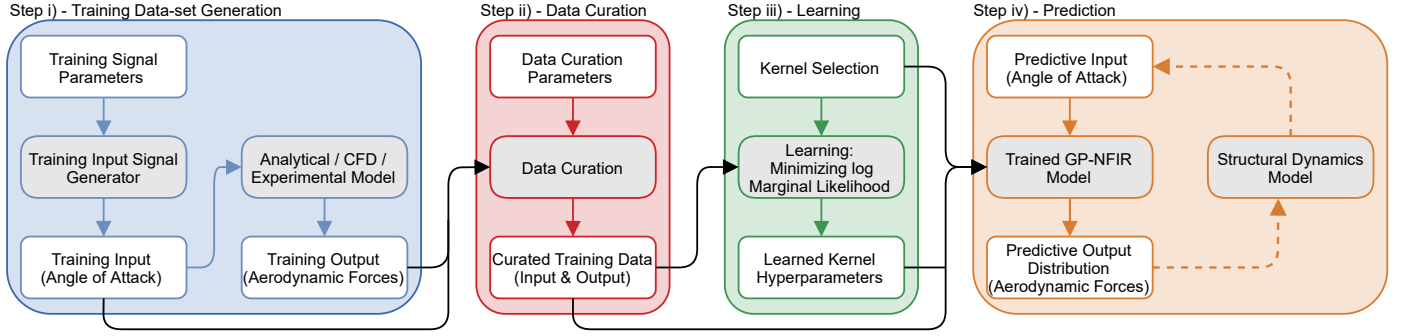 Step i) - Training Data-set Generation
Training Signal
Parameters
Training Input Signal
Generator
Analytical / CFD /
Experimental Model
Training Input
(Angle of Attack)
Training Output
(Aerodynamic Forces)
Step ii) - Data Curation
Data Curation
Parameters
Data Curation
Curated Training Data
(Input & Output)
Step iii) - Learning
Kernel Selection
Learning:
Minimizing log
Marginal Likelihood
Learned Kernel
Hyperparameters
Step iv) - Prediction
Predictive Input
(Angle of Attack)
Trained GP-NFIR
Model
Structural Dynamics
Model
Predictive Output
Distribution
(Aerodynamic Forces)